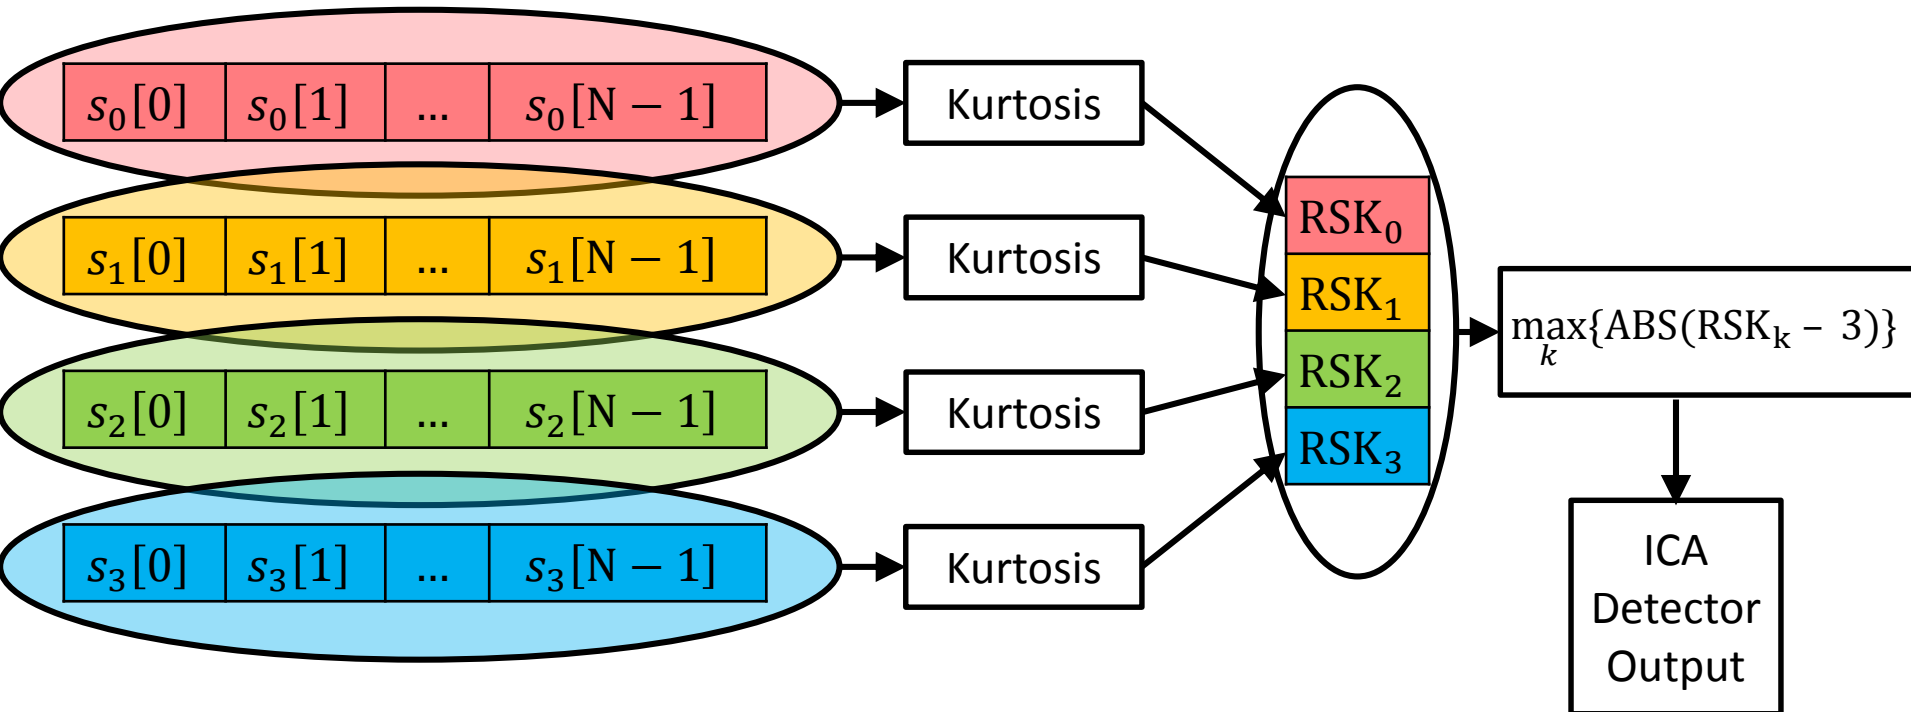 s₀[0] s₀[1] ... s₀[N − 1] Kurtosis
s₁[0] s₁[1] ... s₁[N − 1] Kurtosis
s₂[0] s₂[1] ... s₂[N − 1] Kurtosis
s₃[0] s₃[1] ... s₃[N − 1] Kurtosis
RSK₀
RSK₁
RSK₂
RSK₃
max{ABS(RSKₖ – 3)}
k
ICA
Detector
Output